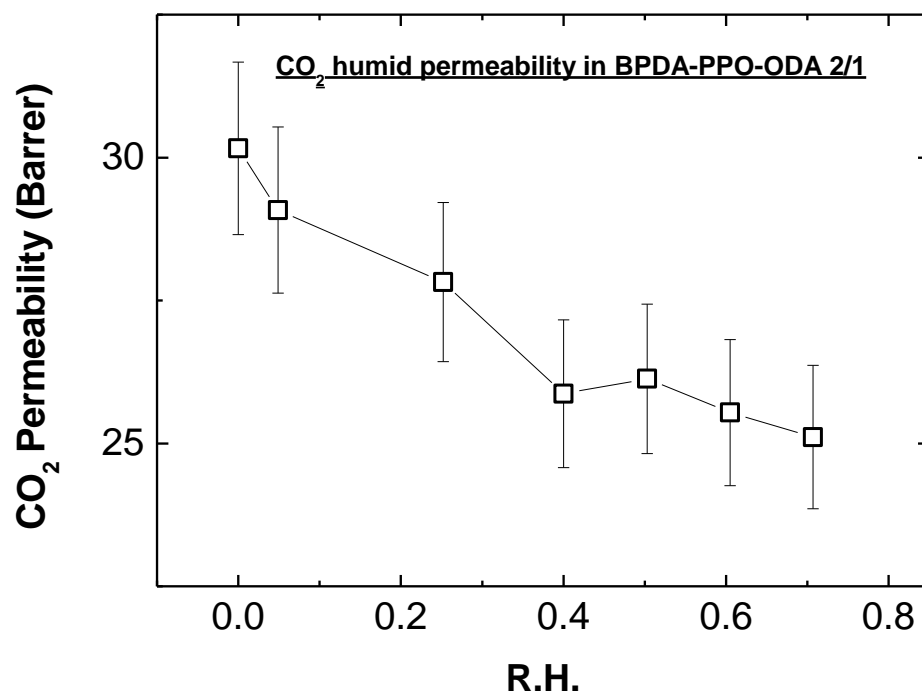 CO₂ humid permeability in BPDA-PPO-ODA 2/1
CO₂ Permeability (Barrer)
30
25
0.0 0.2 0.4 0.6 0.8
R.H.